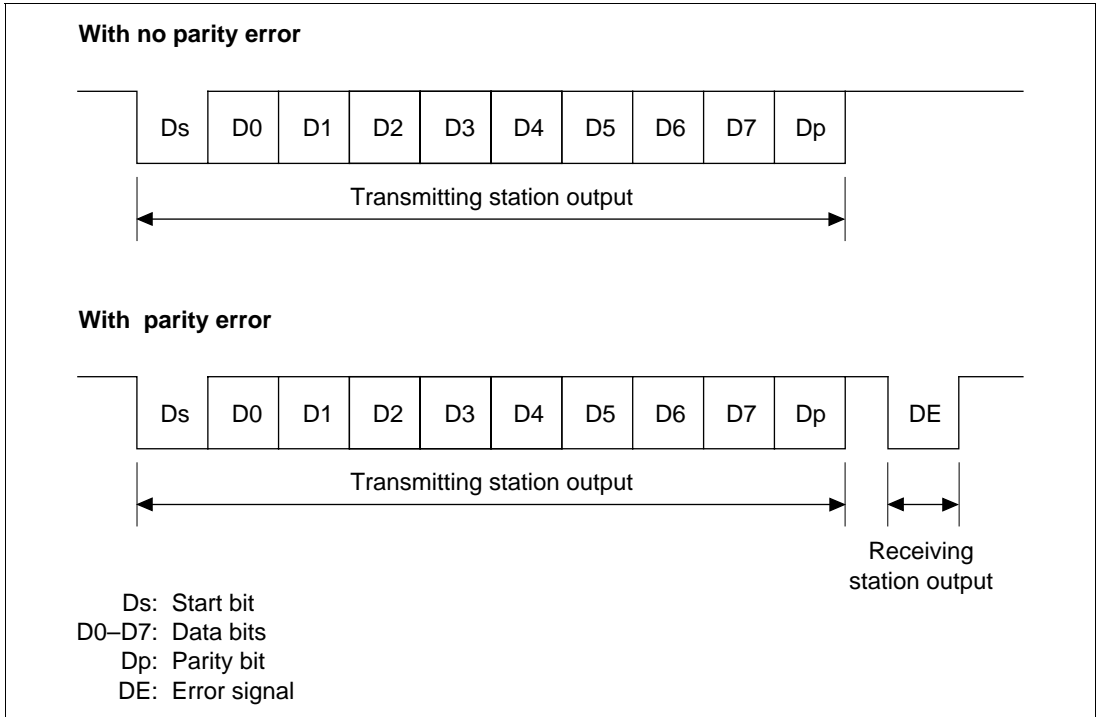 With no parity error
Ds D0 D1 D2 D3 D4 D5 D6 D7 Dp
Transmitting station output
With parity error
Ds D0 D1 D2 D3 D4 D5 D6 D7 Dp DE
Transmitting station output
Receiving
station output
Ds: Start bit
D0–D7: Data bits
Dp: Parity bit
DE: Error signal